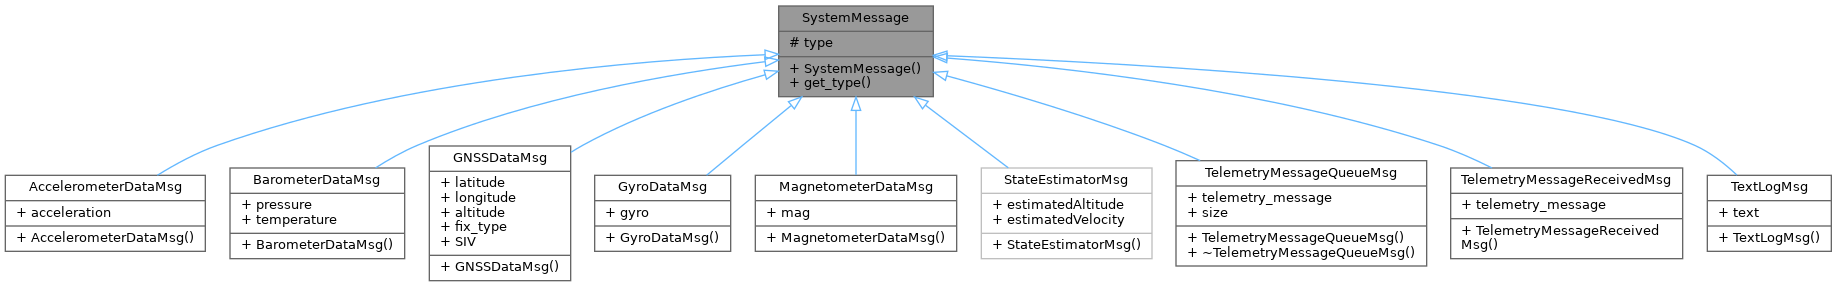 SystemMessage
# type
+ SystemMessage()
+ get_type()
AccelerometerDataMsg
+ acceleration
+ AccelerometerDataMsg()
BarometerDataMsg
+ pressure
+ temperature
+ BarometerDataMsg()
GNSSDataMsg
+ latitude
+ longitude
+ altitude
+ fix_type
+ SIV
+ GNSSDataMsg()
GyroDataMsg
+ gyro
+ GyroDataMsg()
MagnetometerDataMsg
+ mag
+ MagnetometerDataMsg()
StateEstimatorMsg
+ estimatedAltitude
+ estimatedVelocity
+ StateEstimatorMsg()
TelemetryMessageQueueMsg
+ telemetry_message
+ size
+ TelemetryMessageQueueMsg()
+ ~TelemetryMessageQueueMsg()
TelemetryMessageReceivedMsg
+ telemetry_message
+ TelemetryMessageReceived
Msg()
TextLogMsg
+ text
+ TextLogMsg()